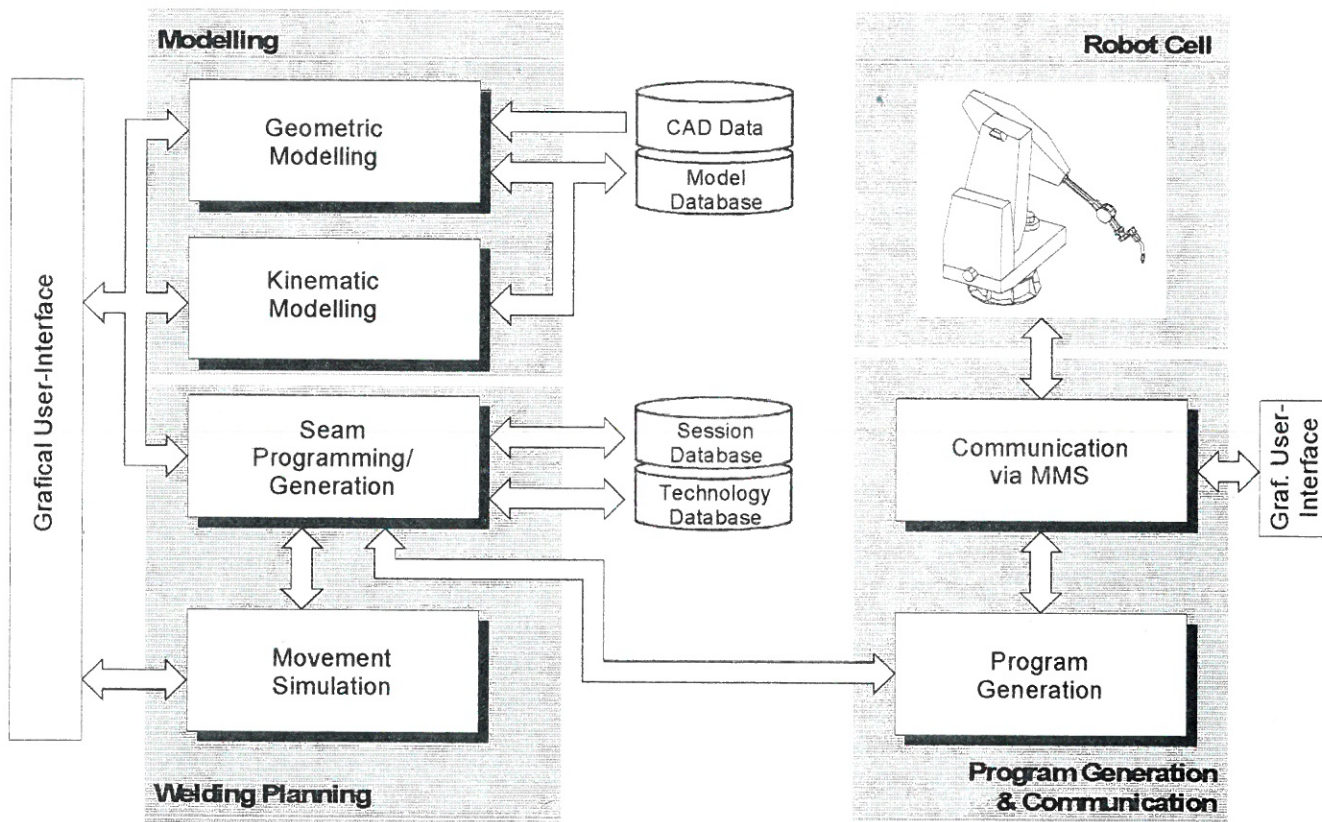 Modelling
Robot Cell
Grafical User-Interface
Geometric
Modelling
CAD Data
Model
Database
Kinematic
Modelling
Seam
Programming/
Generation
Session
Database
Technology
Database
Communication
via MMS
Graf. User-
Interface
Movement
Simulation
Program
Generation
Welding Planning
Program Generation
& Communication